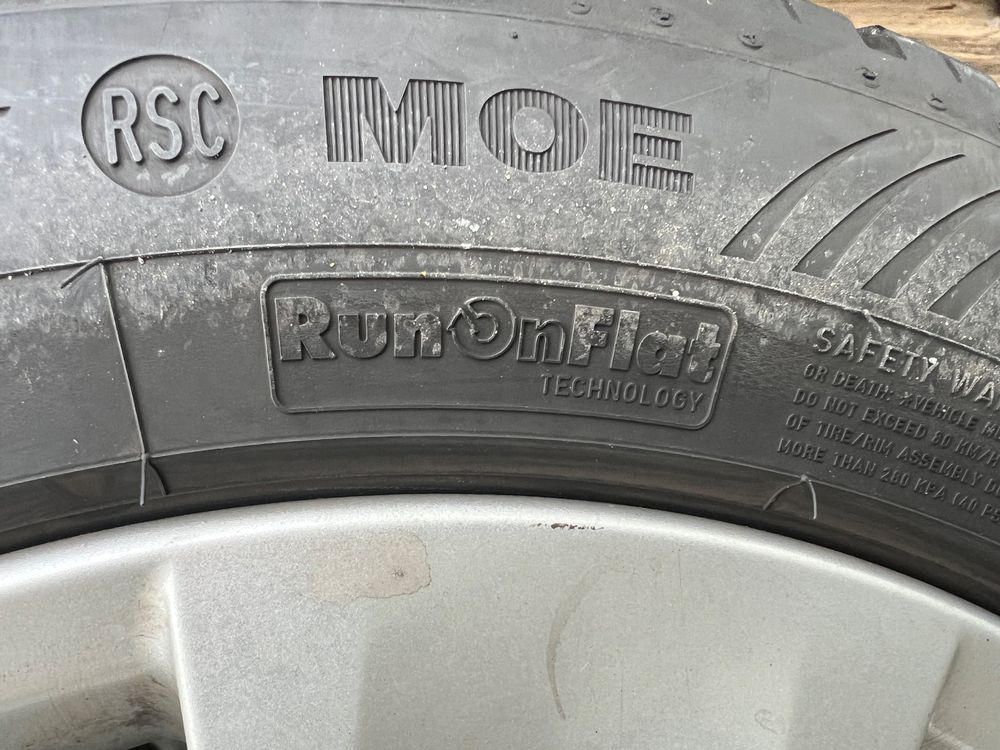 RSC MOE
RunOnFlat
TECHNOLOGY
SAFETY WA
OR DEATH: VEHICLE M
DO NOT EXCEED 80 KM/H
OF TIRE/RIM ASSEMBLY D
MORE THAN 280 KPA (40 PS